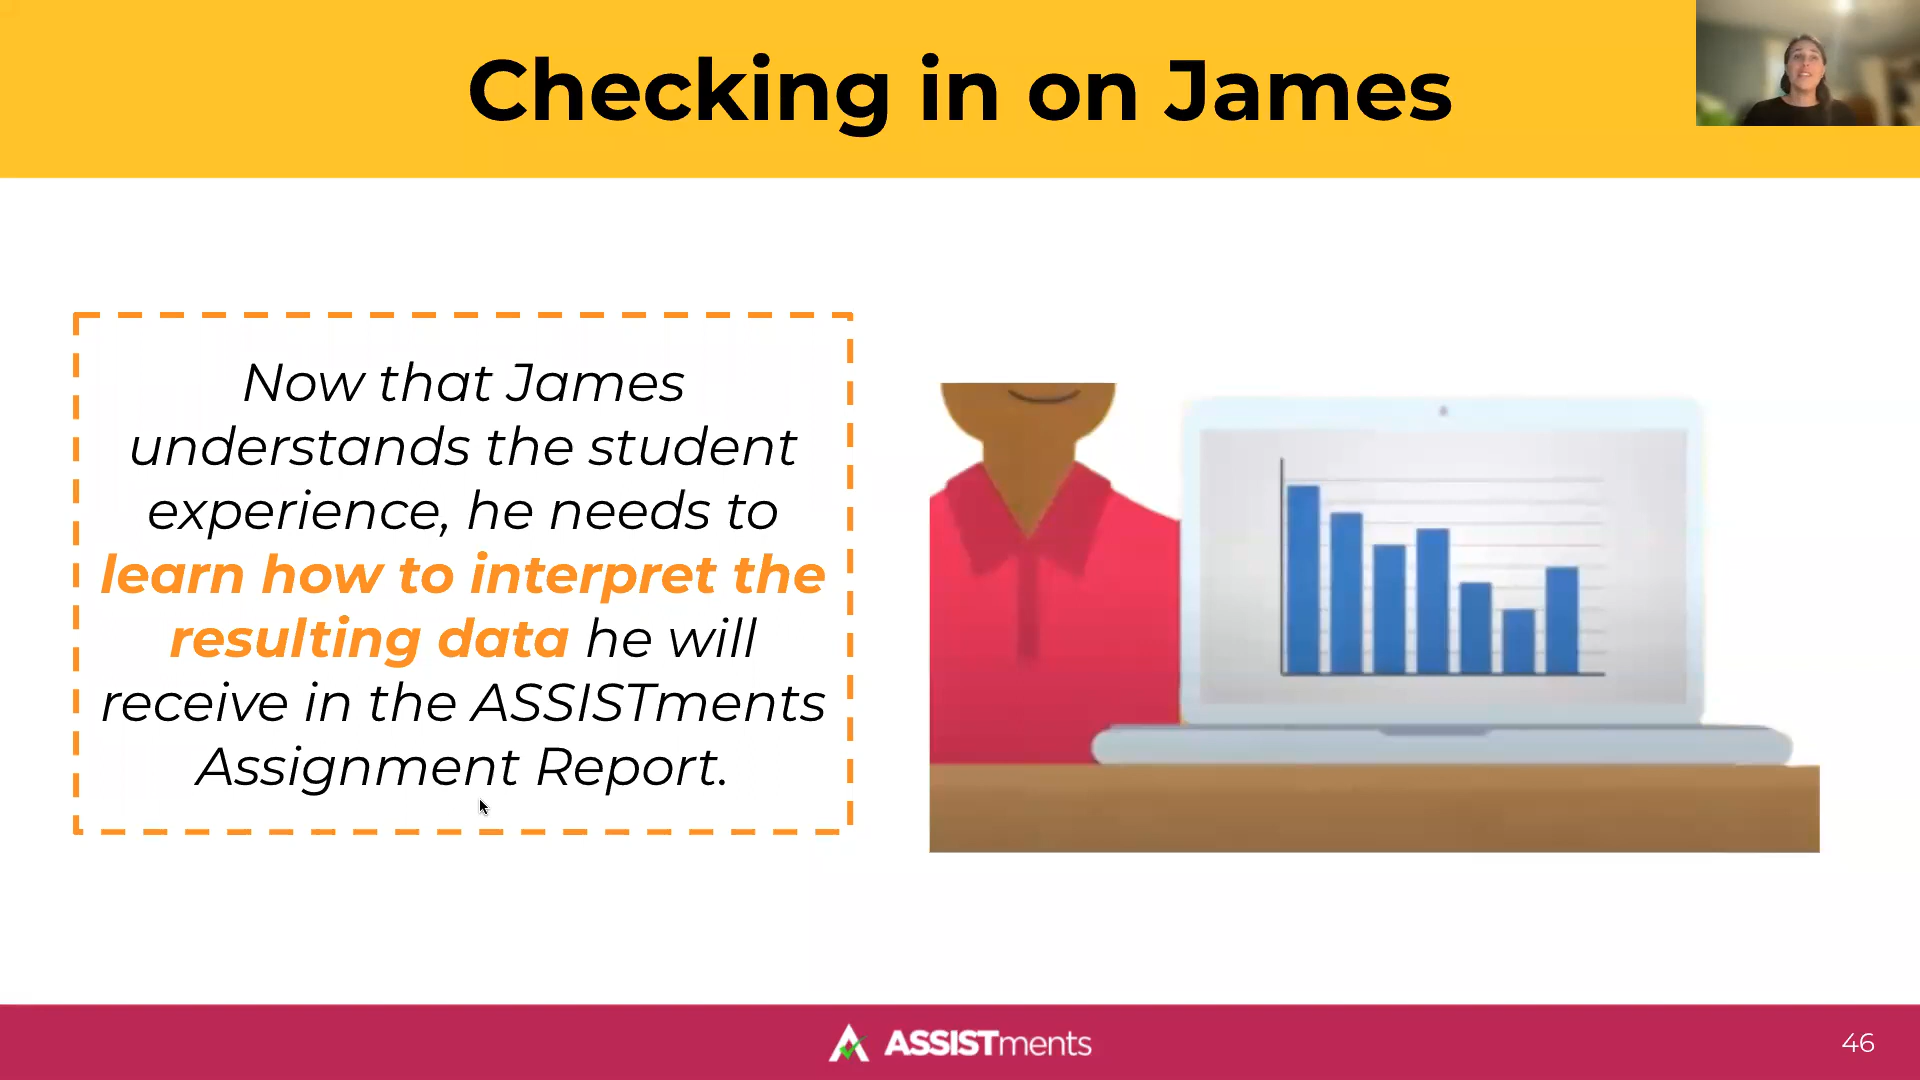 Checking in on James
Now that James
understands the student
experience, he needs to
learn how to interpret the
resulting data he will
receive in the ASSISTments
Assignment Report.
ASSISTments
46